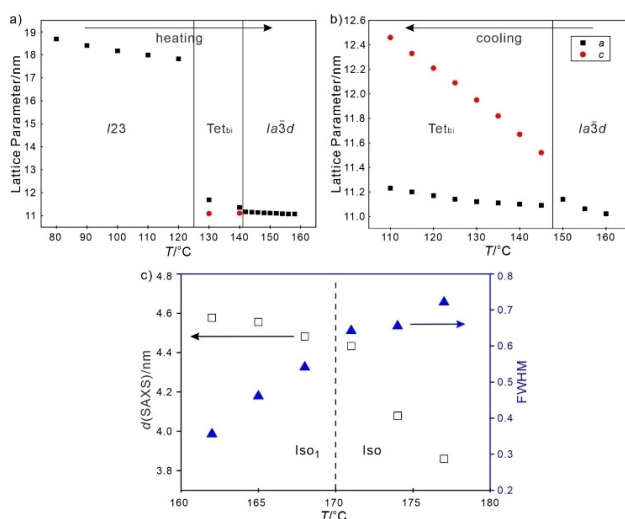 a)
heating
Lattice Parameter/nm
19
18
17
16
15
14
13
12
11
I23
Tetbi
Ia3̄d
80 90 100 110 120 130 140 150 160
T/°C
b)
cooling
Lattice Parameter/nm
12.6
12.4
12.2
12.0
11.8
11.6
11.4
11.2
11.0
a
c
Tetbi
Ia3̄d
110 120 130 140 150 160
T/°C
c)
d(SAXS)/nm
4.8
4.6
4.4
4.2
4.0
3.8
Iso1
Iso
0.8
0.7
0.6
0.5
0.4
0.3
0.2
FWHM
160 165 170 175 180
T/°C